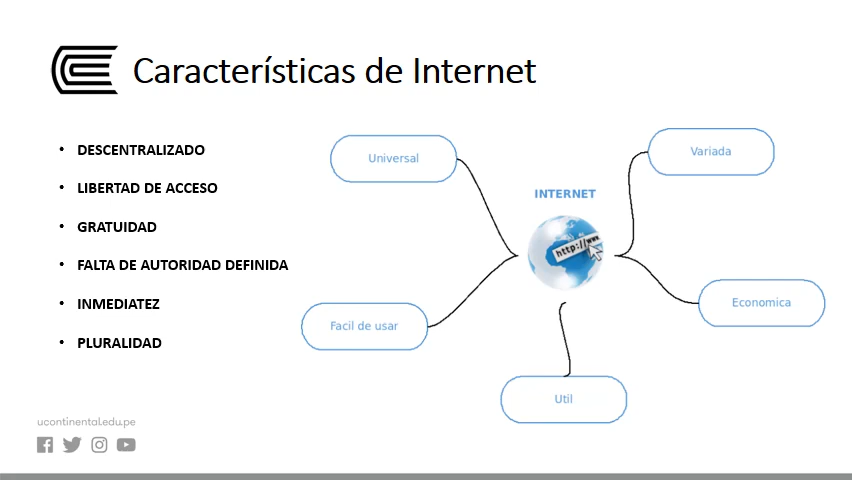 Características de Internet
• DESCENTRALIZADO
• LIBERTAD DE ACCESO
• GRATUIDAD
• FALTA DE AUTORIDAD DEFINIDA
• INMEDIATEZ
• PLURALIDAD
Universal
Variada
INTERNET
http://www.
Facil de usar
Economica
Util
ucontinental.edu.pe